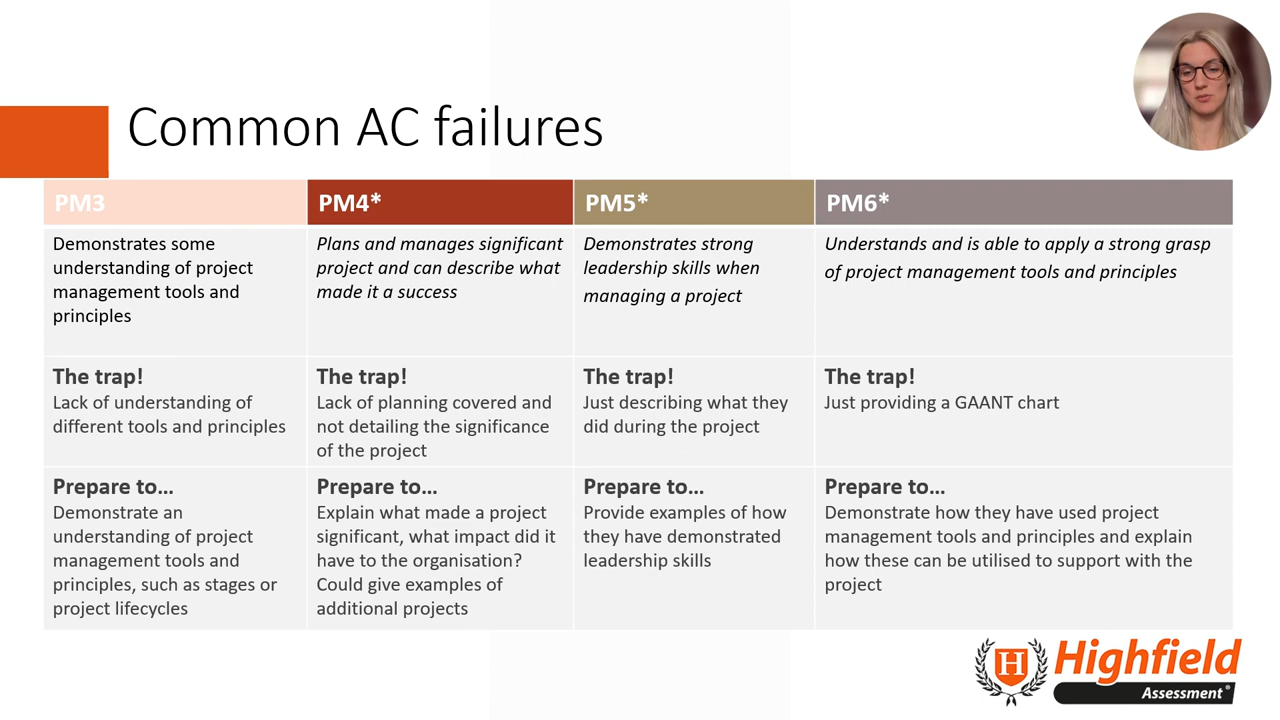 Common AC failures
PM3
PM4*
PM5*
PM6*
Demonstrates some
understanding of project
management tools and
principles
Plans and manages significant
project and can describe what
made it a success
Demonstrates strong
leadership skills when
managing a project
Understands and is able to apply a strong grasp
of project management tools and principles
The trap!
Lack of understanding of
different tools and principles
The trap!
Lack of planning covered and
not detailing the significance
of the project
The trap!
Just describing what they
did during the project
The trap!
Just providing a GAANT chart
Prepare to...
Demonstrate an
understanding of project
management tools and
principles, such as stages or
project lifecycles
Prepare to...
Explain what made a project
significant, what impact did it
have to the organisation?
Could give examples of
additional projects
Prepare to...
Provide examples of how
they have demonstrated
leadership skills
Prepare to...
Demonstrate how they have used project
management tools and principles and explain
how these can be utilised to support with the
project
H
Highfield
Assessment®